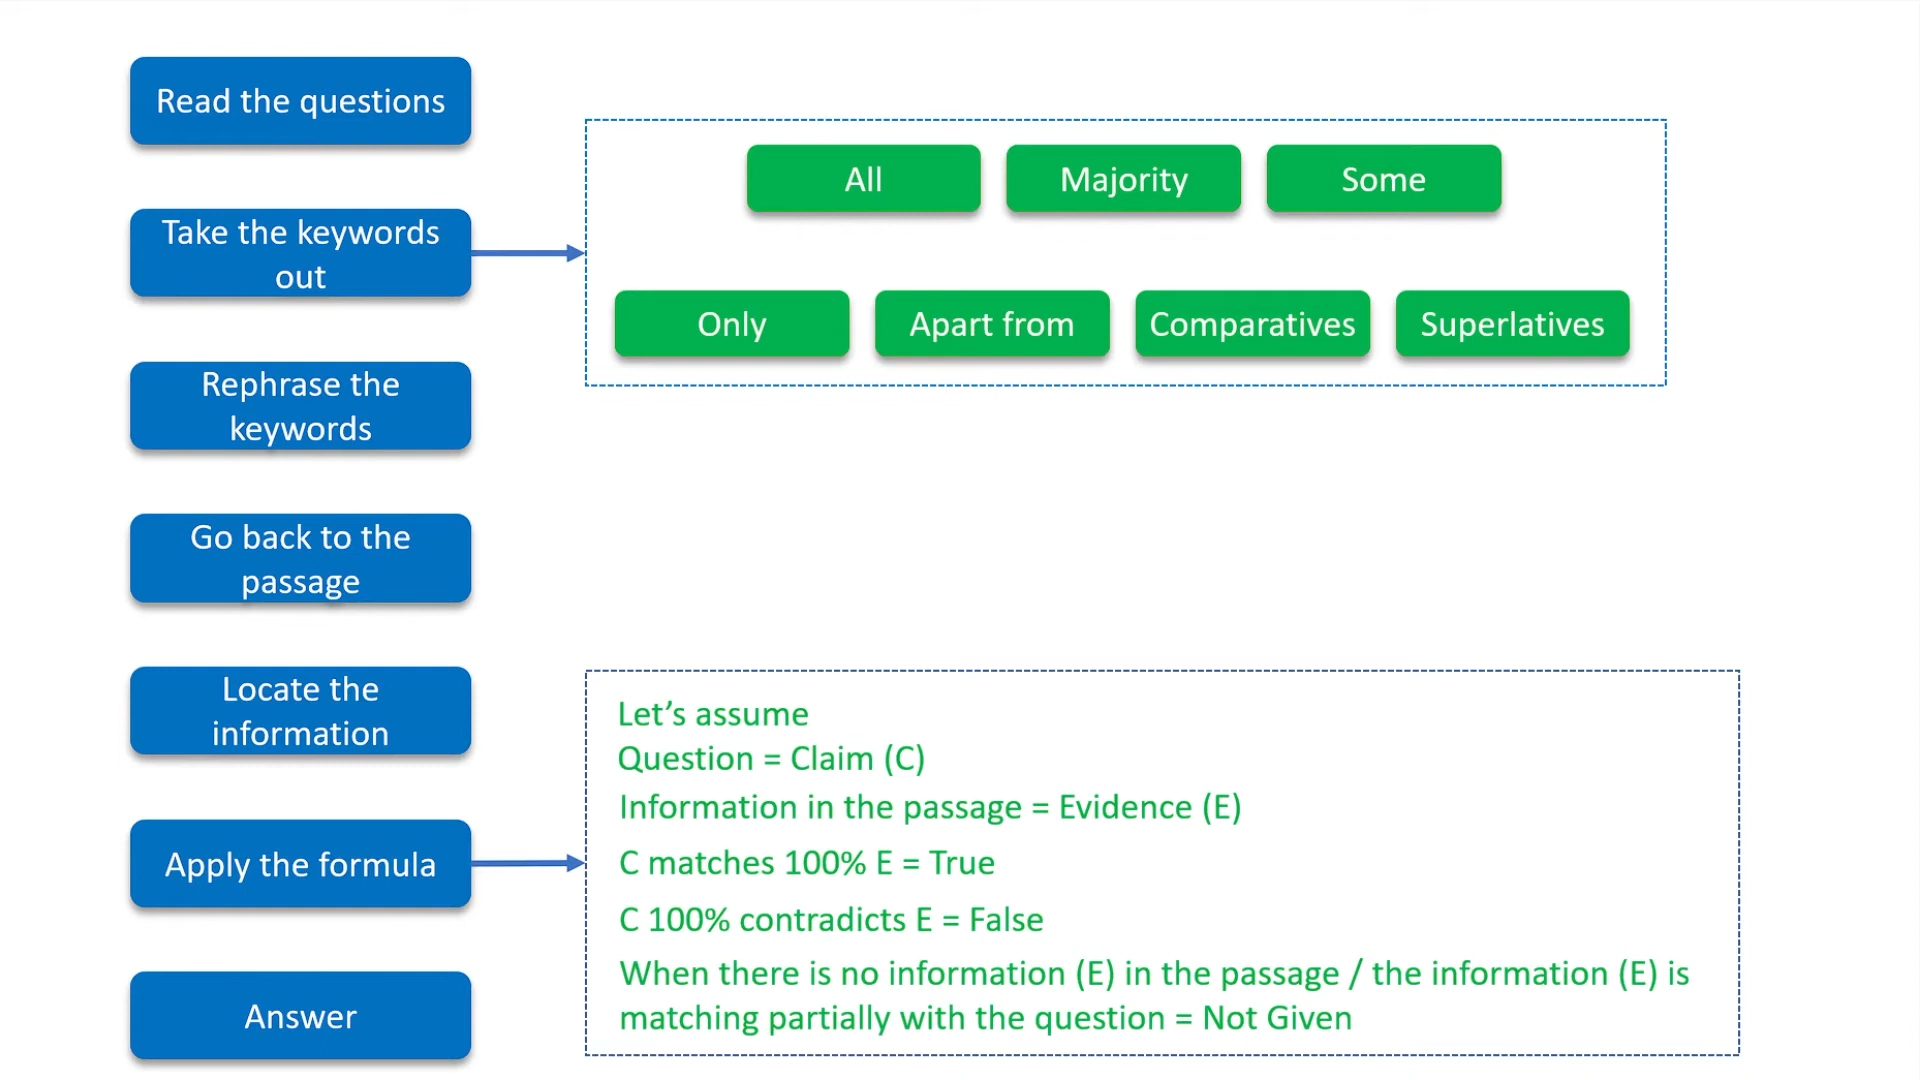 Read the questions
Take the keywords
out
All
Majority
Some
Only
Apart from
Comparatives
Superlatives
Rephrase the
keywords
Go back to the
passage
Locate the
information
Apply the formula
Let’s assume
Question = Claim (C)
Information in the passage = Evidence (E)
C matches 100% E = True
C 100% contradicts E = False
When there is no information (E) in the passage / the information (E) is
matching partially with the question = Not Given
Answer